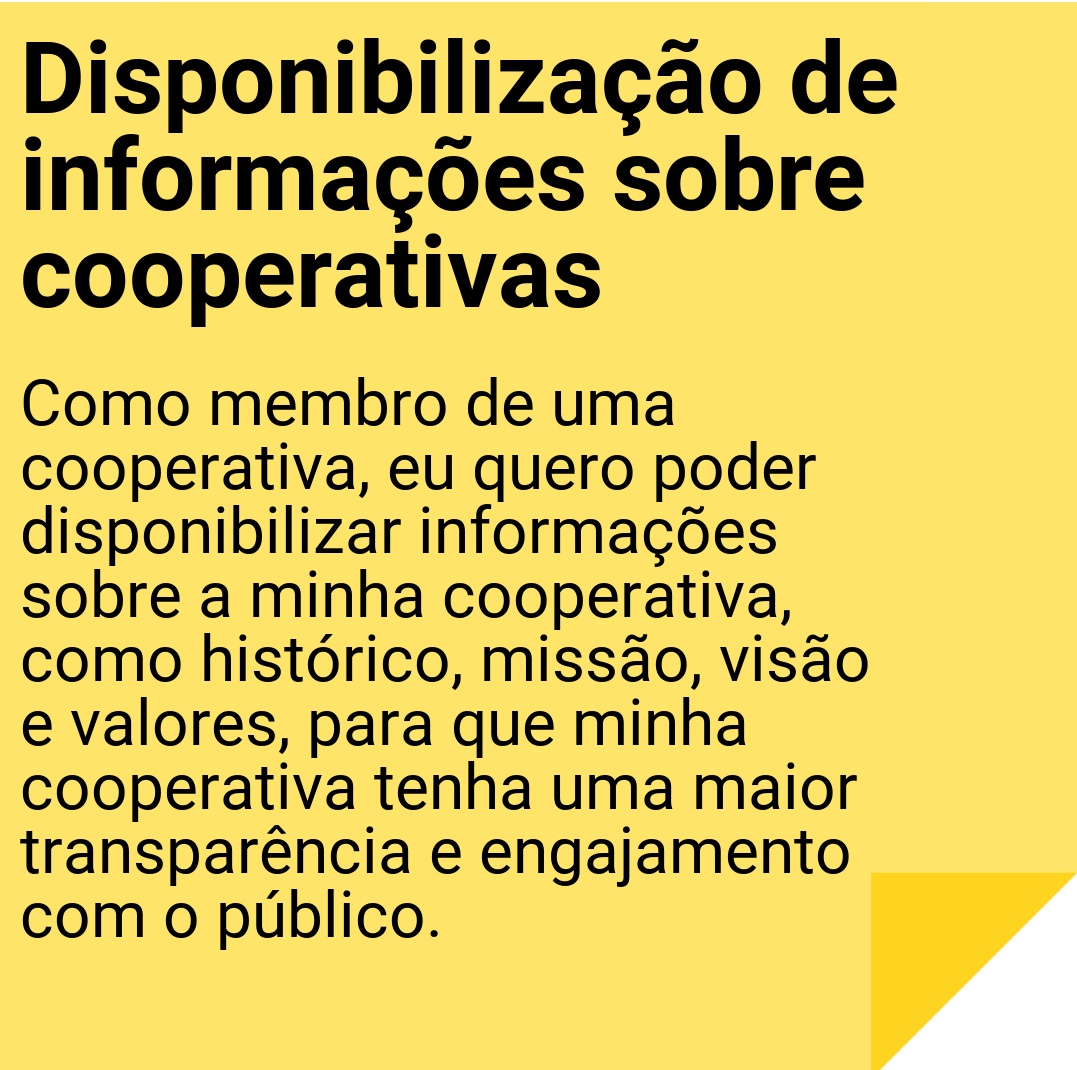 Disponibilização de
informações sobre
cooperativas
Como membro de uma
cooperativa, eu quero poder
disponibilizar informações
sobre a minha cooperativa,
como histórico, missão, visão
e valores, para que minha
cooperativa tenha uma maior
transparência e engajamento
com o público.